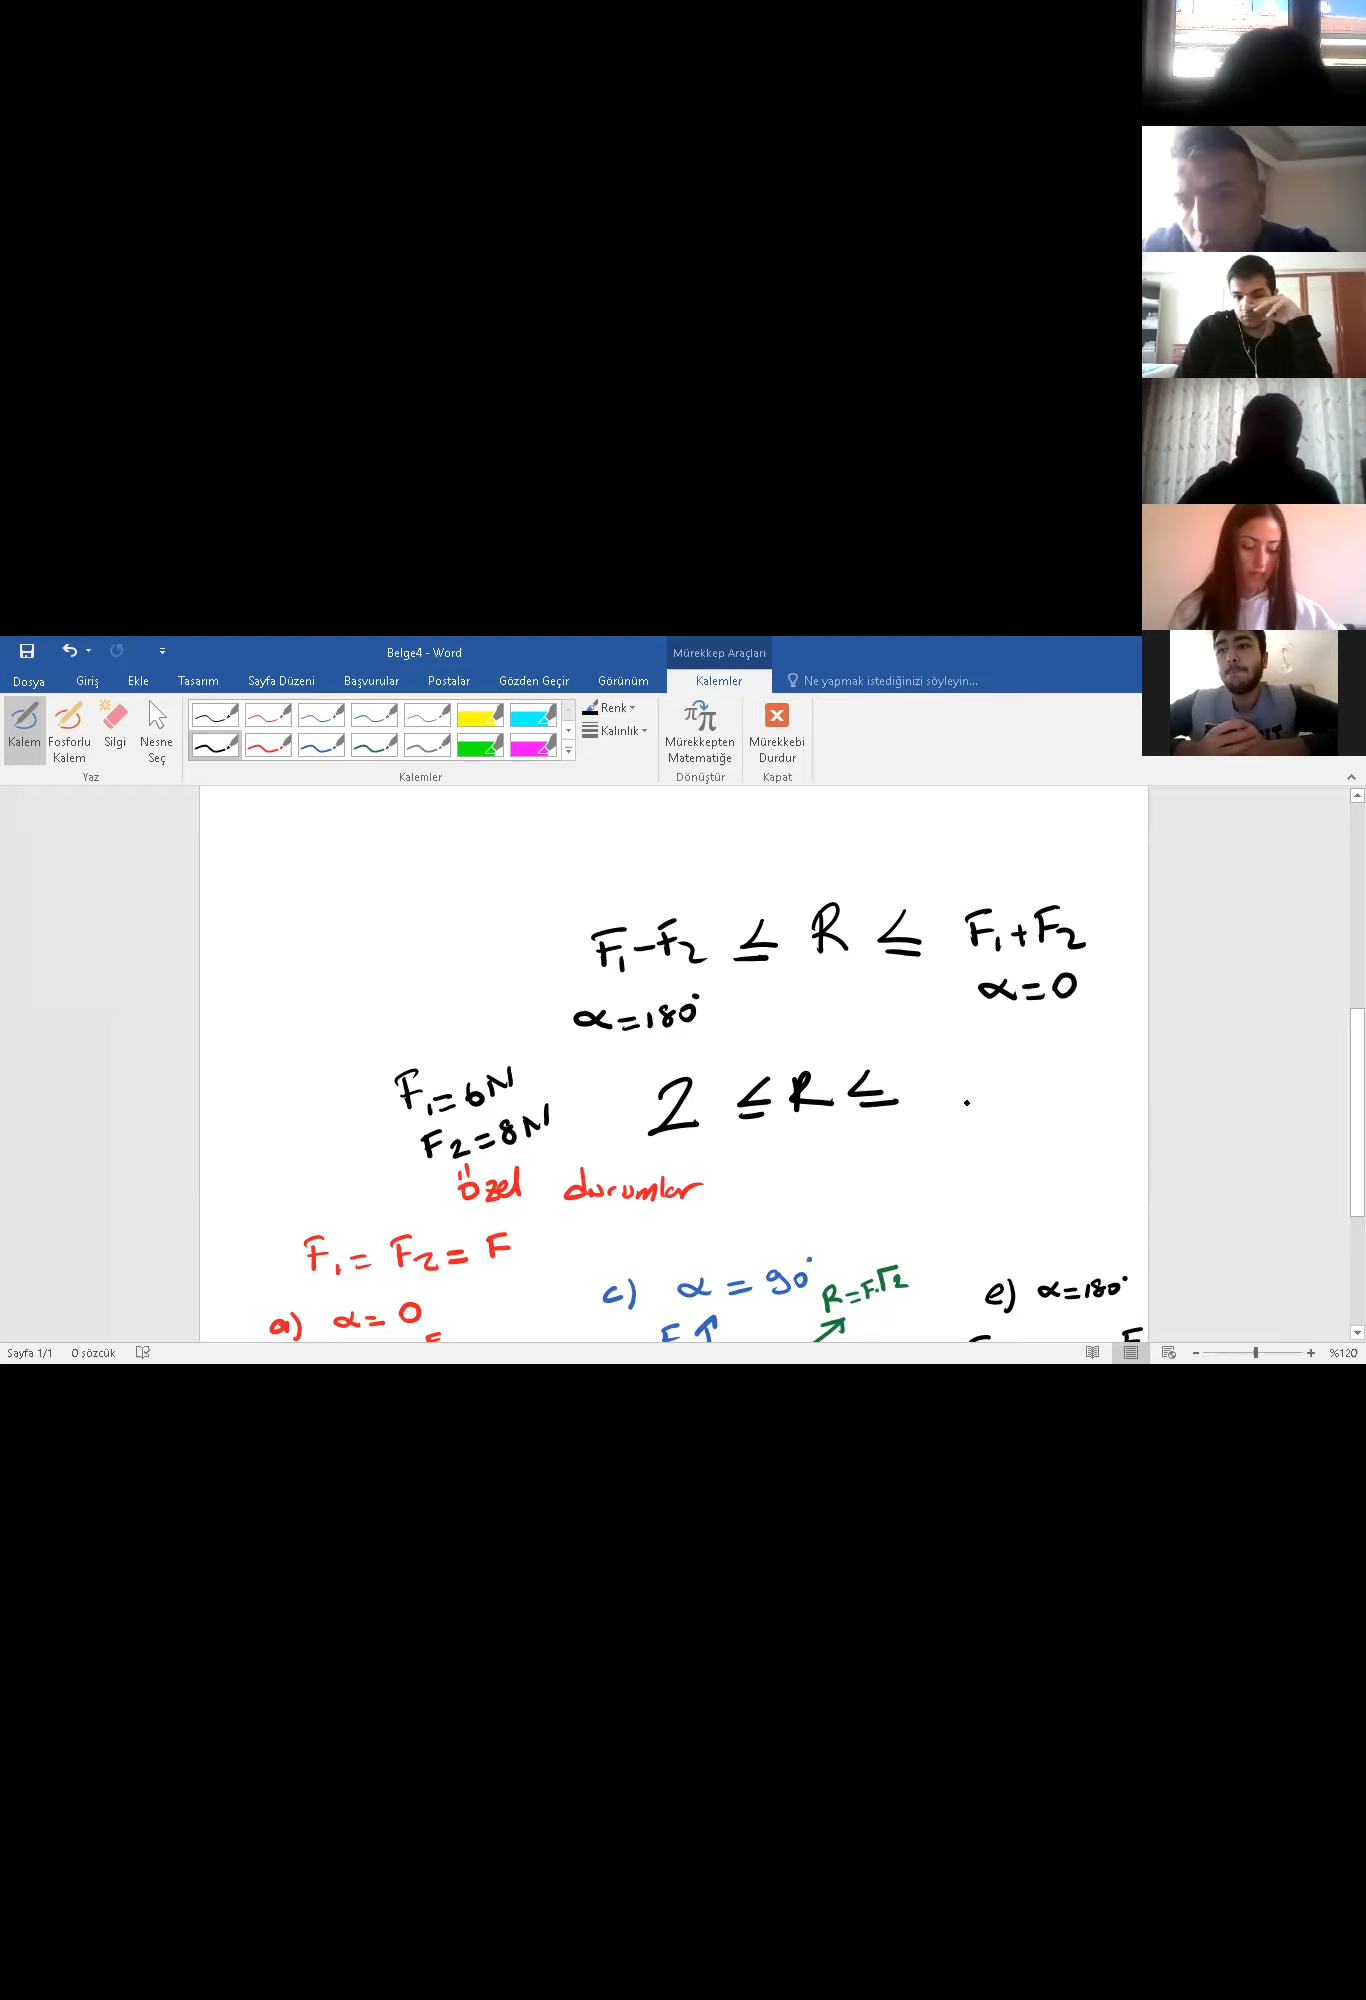 Belge4 - Word
Mürekkep Araçları
Dosya Giriş Ekle Tasarım Sayfa Düzeni Başvurular Postalar Gözden Geçir Görünüm Kalemler Ne yapmak istediğinizi söyleyin...
Kalem Fosforlu Kalem Silgi Nesne Seç
Renk
Kalınlık
Mürekkepten Matematiğe
Mürekkebi Durdur
Yaz Kalemler Dönüştür Kapat
F₁-F₂ ≤ R ≤ F₁+F₂
α=180° α=0
F₁=6N
2 ≤ R ≤
F₂=8N
özel durumlar
F₁= F₂ = F
c) α = 90°
R=F.√2
e) α=180°
a) α= 0
F
Sayfa 1/1 0 sözcük %120